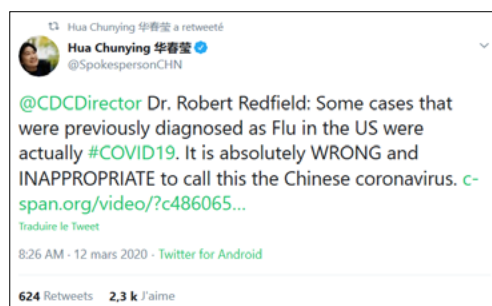 Hua Chunying 华春莹 a retweeté
Hua Chunying 华春莹
@SpokespersonCHN
@CDCDirector Dr. Robert Redfield: Some cases that
were previously diagnosed as Flu in the US were
actually #COVID19. It is absolutely WRONG and
INAPPROPRIATE to call this the Chinese coronavirus. c-
span.org/video/?c486065...
Traduire le Tweet
8:26 AM · 12 mars 2020 · Twitter for Android
624 Retweets 2,3 k J'aime